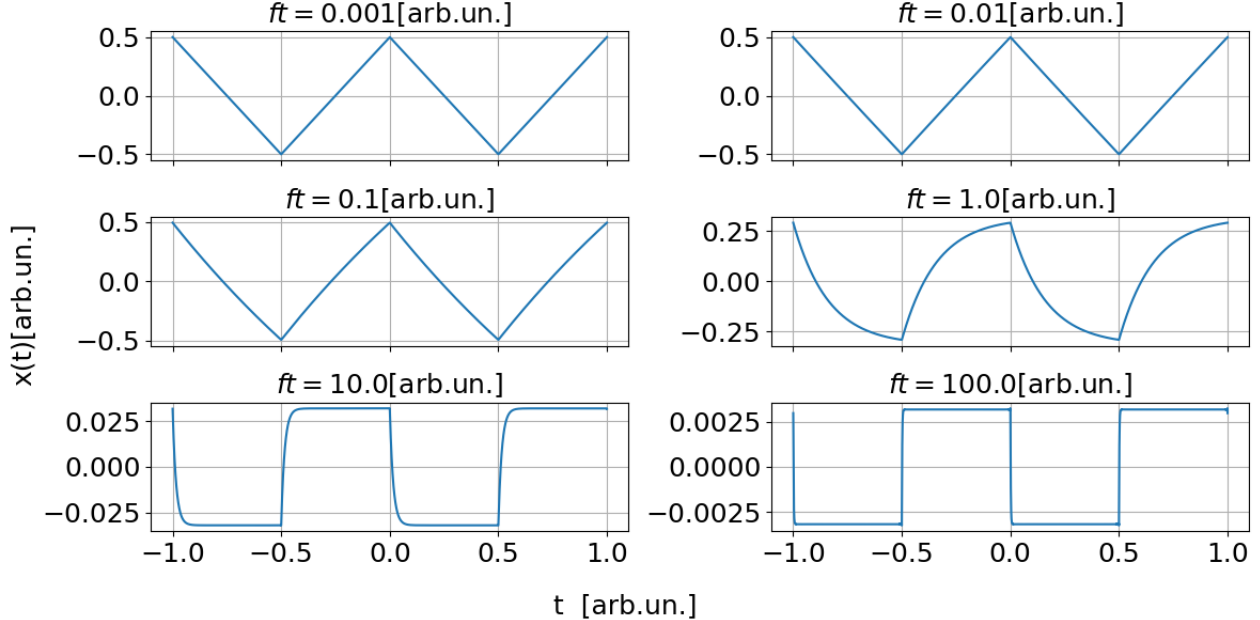 ft = 0.001[arb.un.]
0.5
0.0
−0.5
ft = 0.01[arb.un.]
0.5
0.0
−0.5
ft = 0.1[arb.un.]
0.5
0.0
−0.5
ft = 1.0[arb.un.]
0.25
0.00
−0.25
x(t)[arb.un.]
ft = 10.0[arb.un.]
0.025
0.000
−0.025
−1.0 −0.5 0.0 0.5 1.0
ft = 100.0[arb.un.]
0.0025
0.0000
−0.0025
−1.0 −0.5 0.0 0.5 1.0
t [arb.un.]